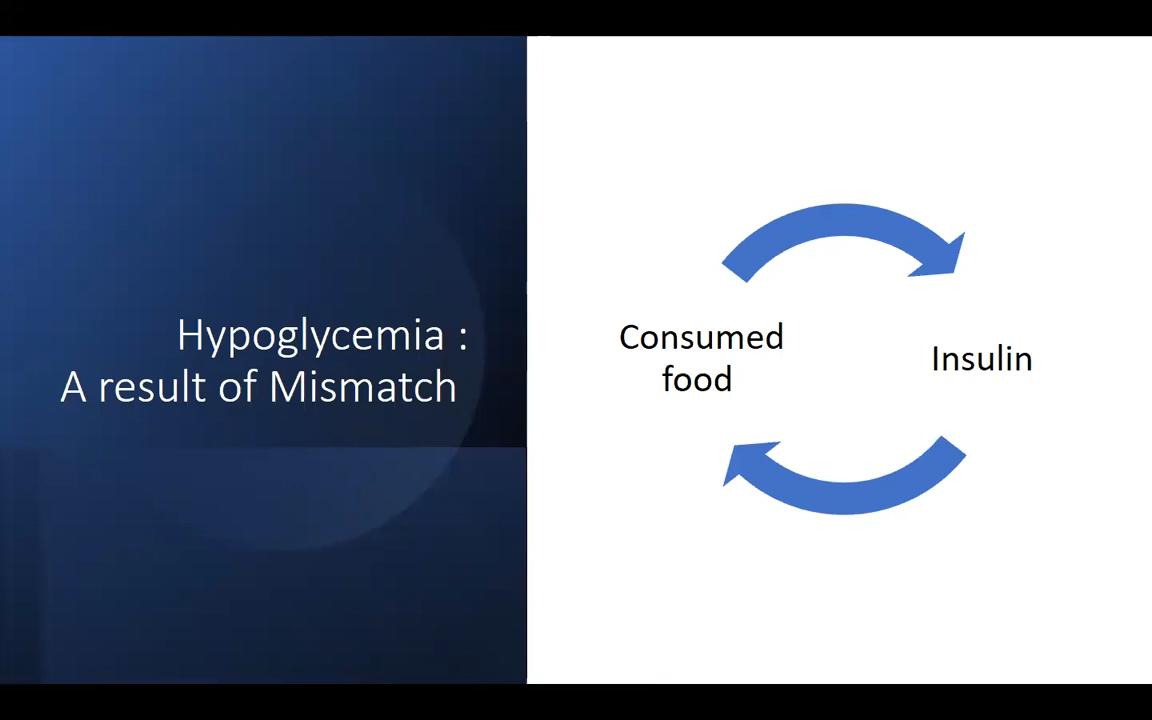 Hypoglycemia :
A result of Mismatch
Consumed
food
Insulin